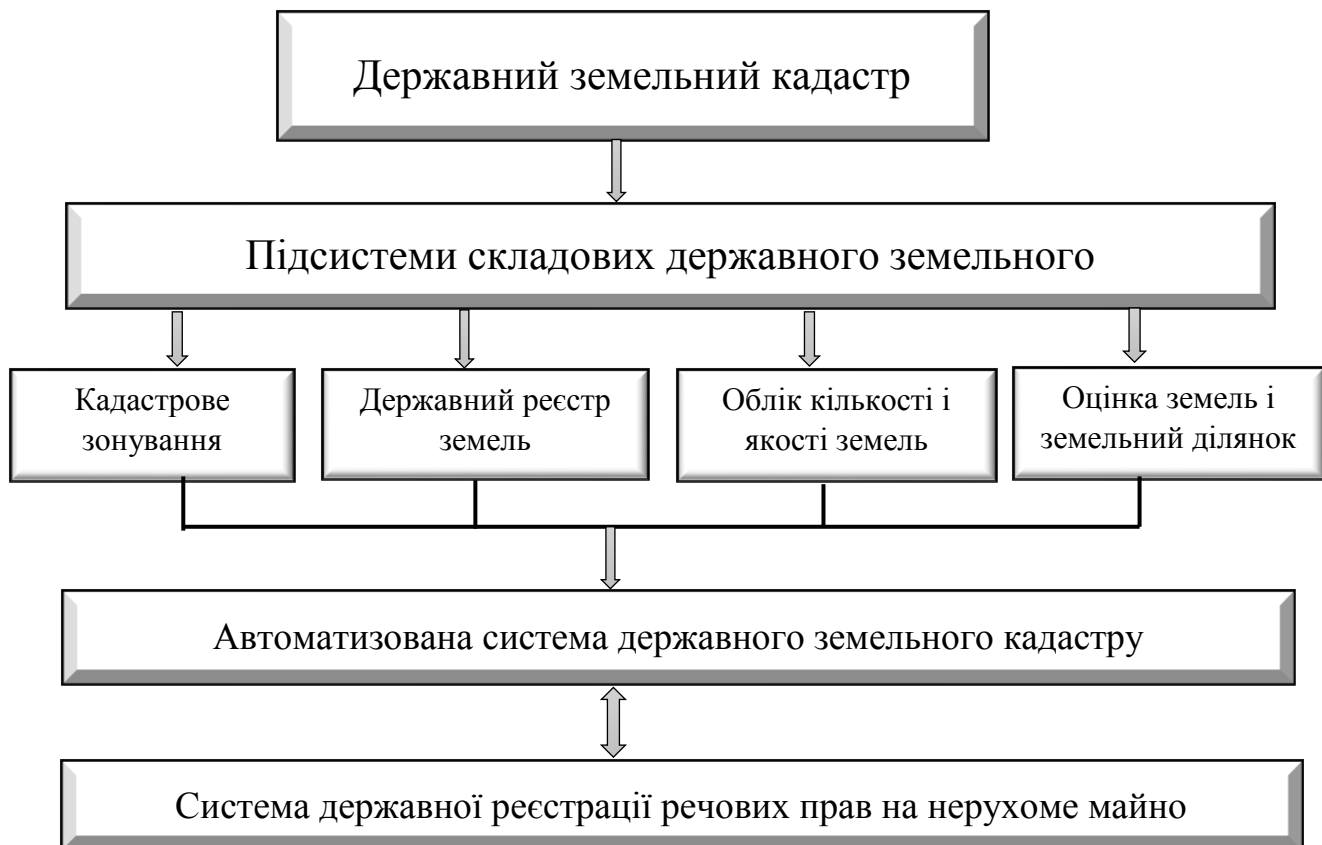 Державний земельний кадастр
Підсистеми складових державного земельного
Кадастрове
зонування
Державний реєстр
земель
Облік кількості і
якості земель
Оцінка земель і
земельний ділянок
Автоматизована система державного земельного кадастру
Система державної реєстрації речових прав на нерухоме майно